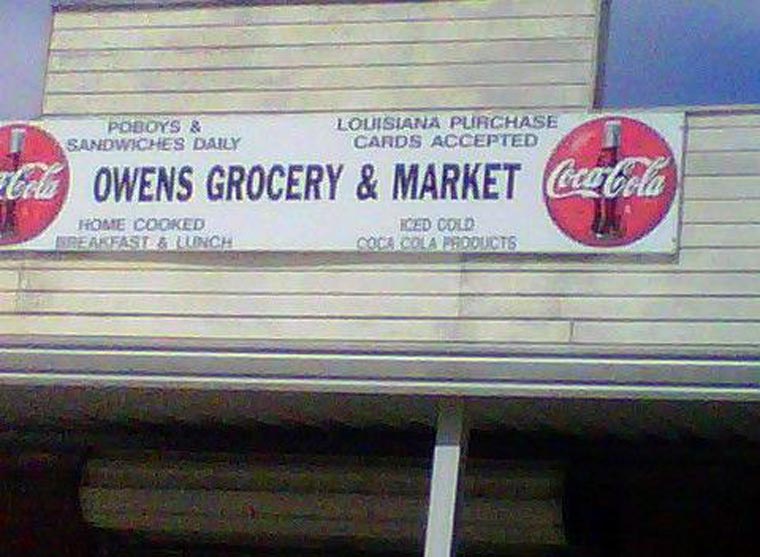 POBOYS &
SANDWICHES DAILY
LOUISIANA PURCHASE
CARDS ACCEPTED
Coca-Cola
OWENS GROCERY & MARKET
Coca-Cola
HOME COOKED
BREAKFAST & LUNCH
ICED COLD
COCA COLA PRODUCTS